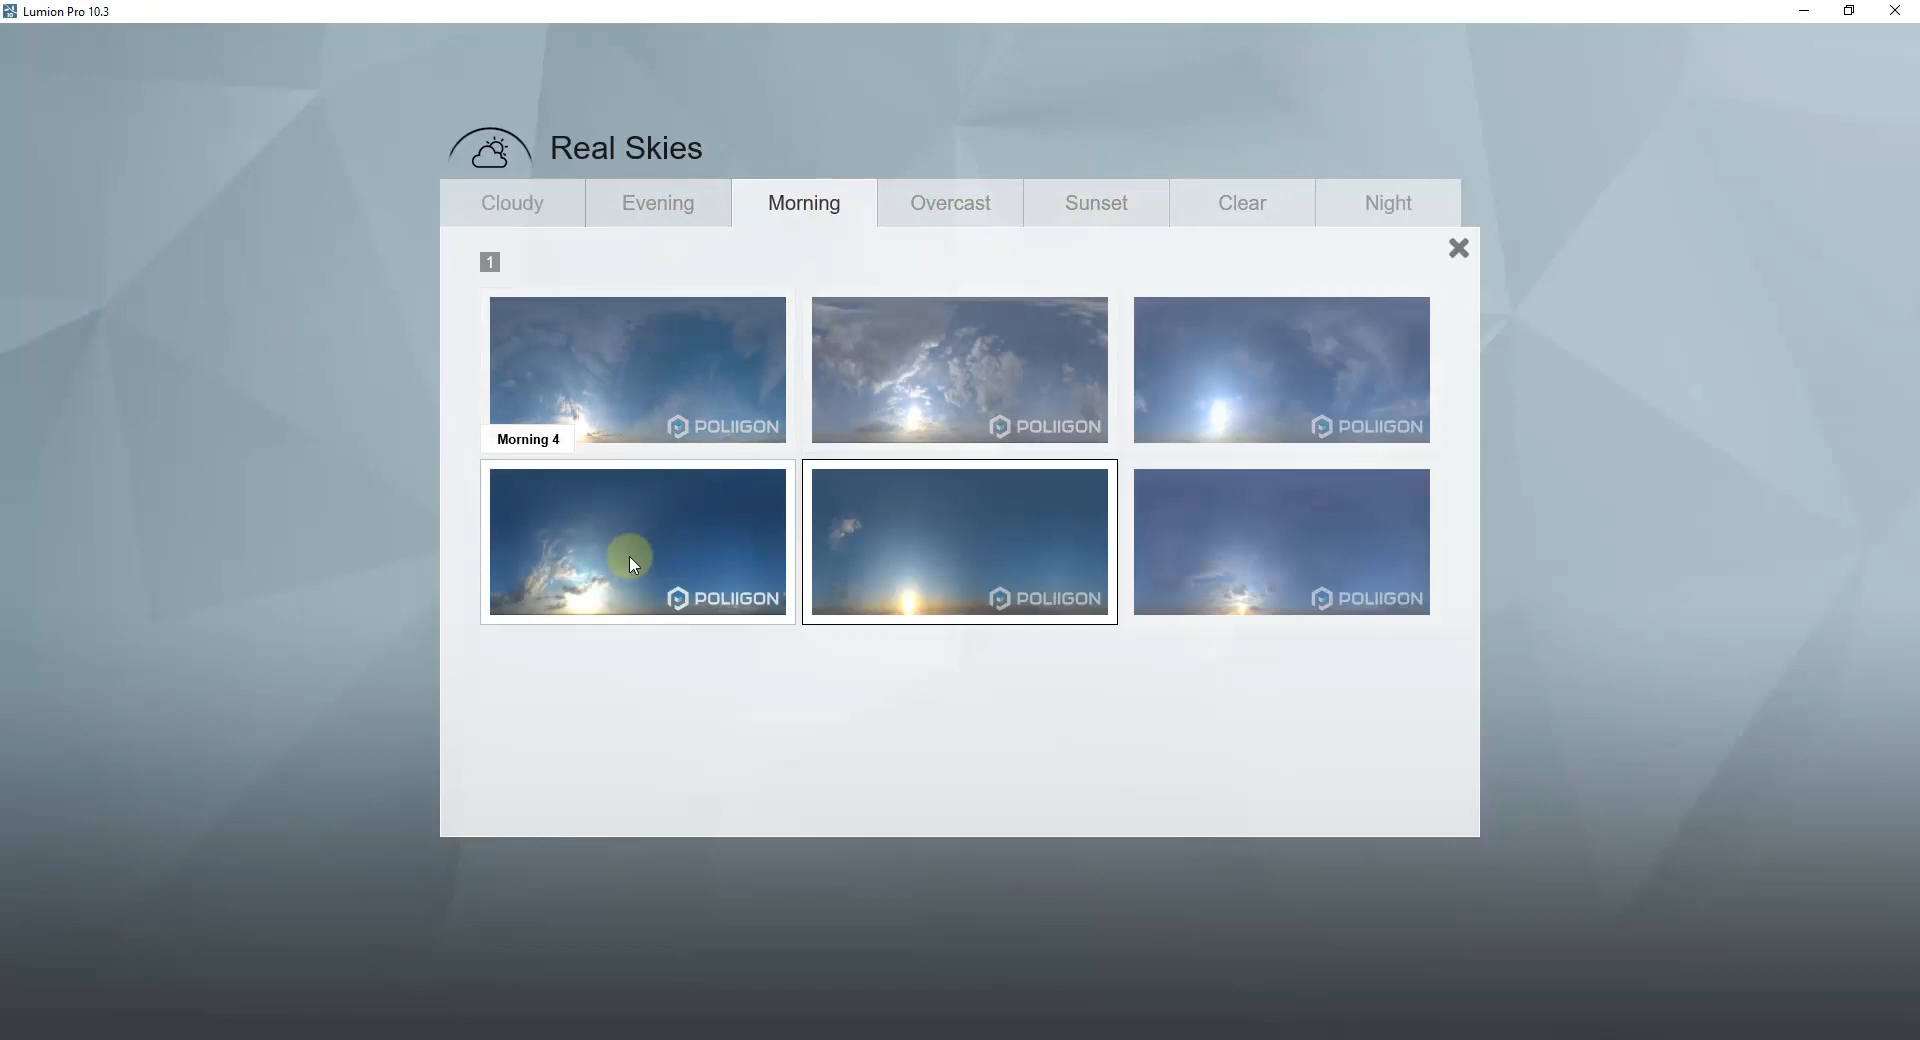 Lumion Pro 10.3
Real Skies
Cloudy
Evening
Morning
Overcast
Sunset
Clear
Night
1
POLIIGON
POLIIGON
POLIIGON
Morning 4
POLIIGON
POLIIGON
POLIIGON